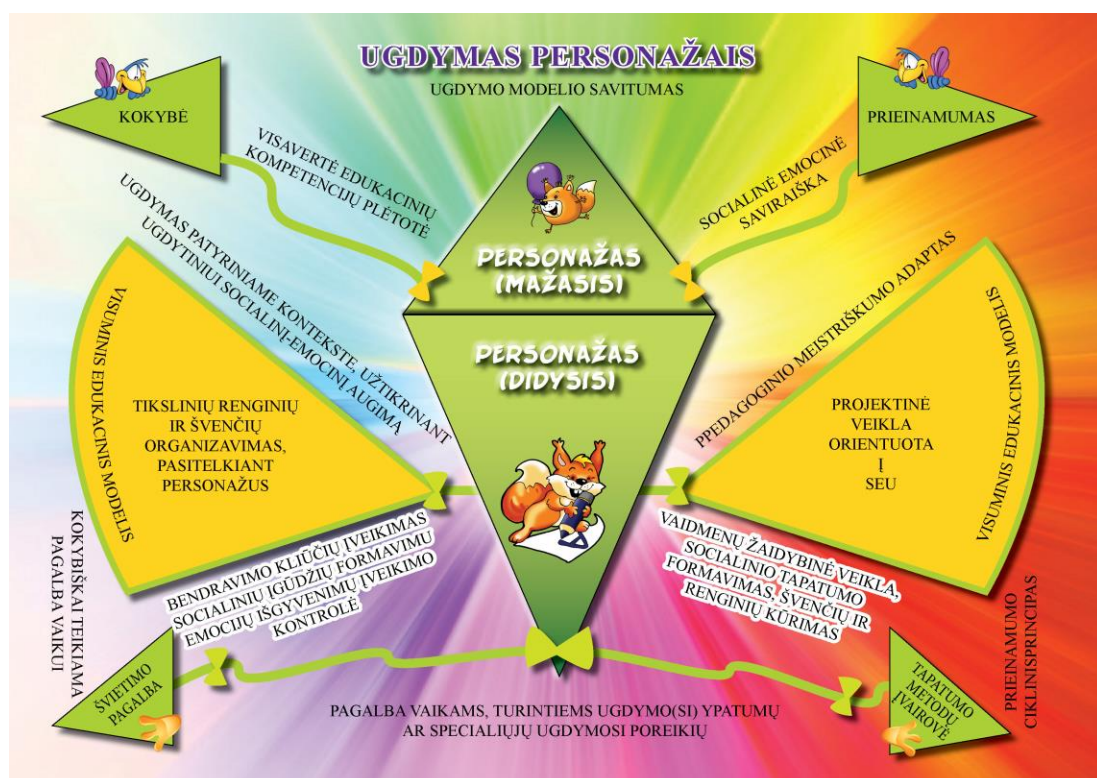 UGDYMAS PERSONAŽAIS
UGDYMO MODELIO SAVITUMAS
KOKYBĖ
PRIEINAMUMAS
VISAVERTĖ EDUKACINIŲ
KOMPETENCIJŲ PLĖTOTĖ
SOCIALINĖ EMOCINĖ
SAVIRAIŠKA
PERSONAŽAS
(MAŽASIS)
UGDYMAS PATYRINIAME KONTEKSTE, UŽTIKRINANT
UGDYTINIUI SOCIALINĮ-EMOCINĮ AUGIMĄ
PPEDAGOGINIO MEISTRIŠKUMO ADAPTAS
PERSONAŽAS
(DIDYSIS)
VISUMINIS EDUKACINIS MODELIS
TIKSLINIŲ RENGINIŲ
IR ŠVENČIŲ
ORGANIZAVIMAS,
PASITELKIANT
PERSONAŽUS
PROJEKTINĖ
VEIKLA
ORIENTUOTA
Į
SEU
VISUMINIS EDUKACINIS MODELIS
BENDRAVIMO KLIŪČIŲ ĮVEIKIMAS
SOCIALINIŲ ĮGŪDŽIŲ FORMAVIMU
EMOCIJŲ IŠGYVENIMŲ ĮVEIKIMO
KONTROLĖ
VAIDMENŲ ŽAIDYBINĖ VEIKLA,
SOCIALINIO TAPATUMO
FORMAVIMAS, ŠVENČIŲ IR
RENGINIŲ KŪRIMAS
KOKYBIŠKAI TEIKIAMA
PAGALBA VAIKUI
PRIEINAMUMO
CIKLINISPRINCIPAS
ŠVIETIMO
PAGALBA
TAPATUMO
METODŲ
ĮVAIROVĖ
PAGALBA VAIKAMS, TURINTIEMS UGDYMO(SI) YPATUMŲ
AR SPECIALIŲJŲ UGDYMOSI POREIKIŲ